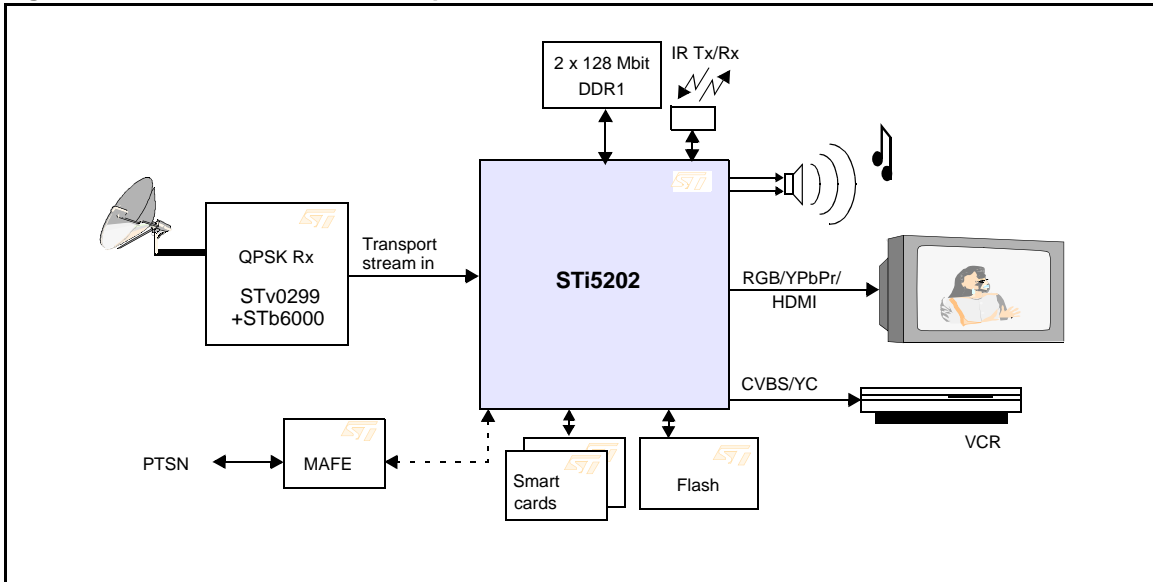 2 x 128 Mbit
DDR1
IR Tx/Rx
QPSK Rx
STv0299
+STb6000
Transport
stream in
STi5202
RGB/YPbPr/
HDMI
CVBS/YC
VCR
PTSN
MAFE
Smart
cards
Flash